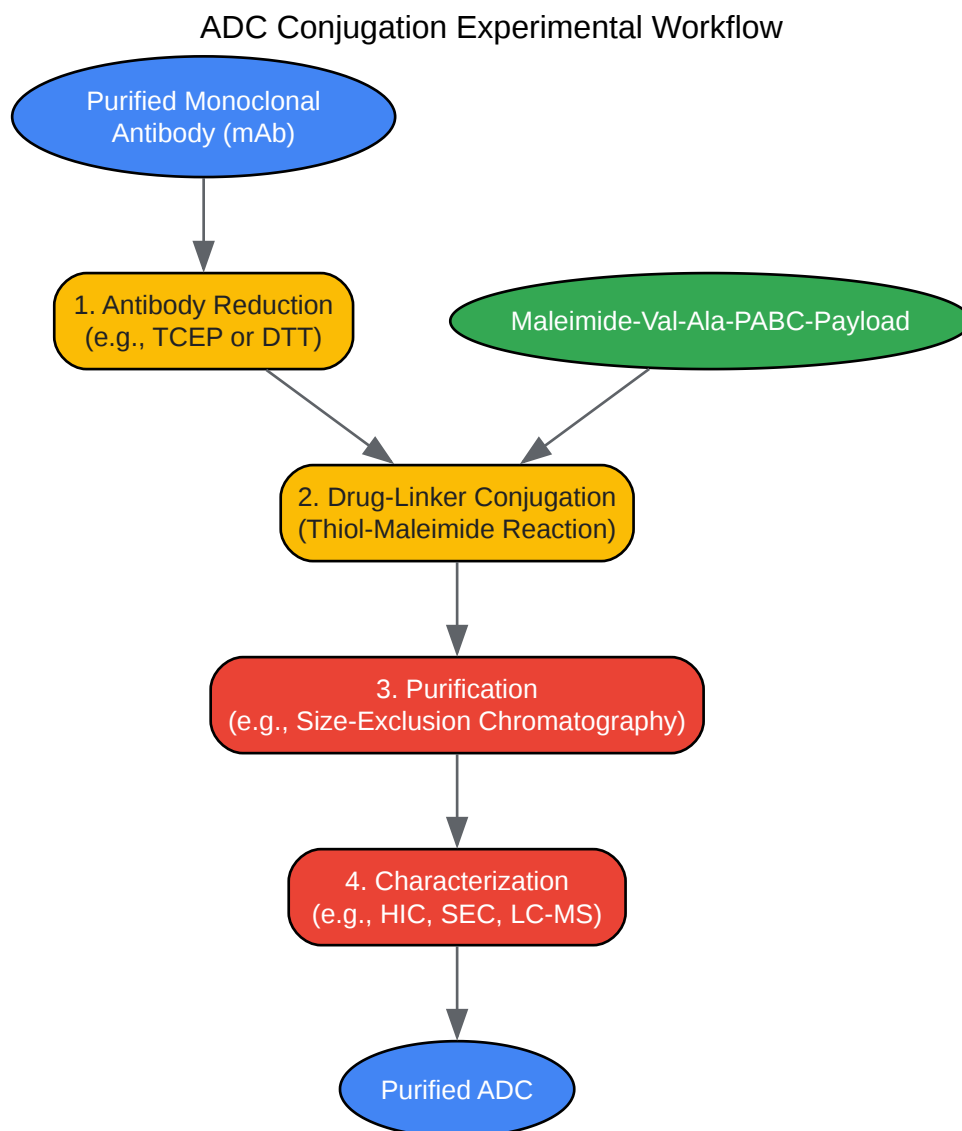 ADC Conjugation Experimental Workflow
Purified Monoclonal
Antibody (mAb)
1. Antibody Reduction
(e.g., TCEP or DTT)
Maleimide-Val-Ala-PABC-Payload
2. Drug-Linker Conjugation
(Thiol-Maleimide Reaction)
3. Purification
(e.g., Size-Exclusion Chromatography)
4. Characterization
(e.g., HIC, SEC, LC-MS)
Purified ADC